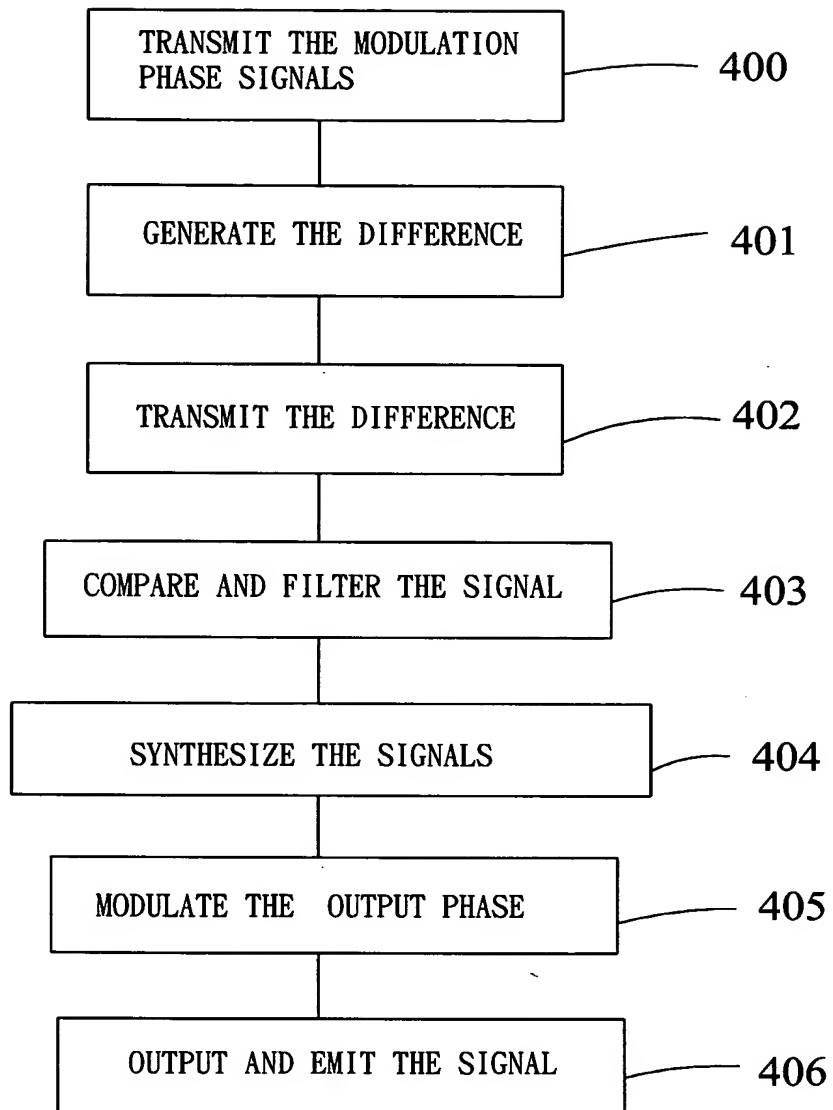 TRANSMIT THE MODULATION
PHASE SIGNALS
400
GENERATE THE DIFFERENCE
401
TRANSMIT THE DIFFERENCE
402
COMPARE AND FILTER THE SIGNAL
403
SYNTHESIZE THE SIGNALS
404
MODULATE THE OUTPUT PHASE
405
OUTPUT AND EMIT THE SIGNAL
406